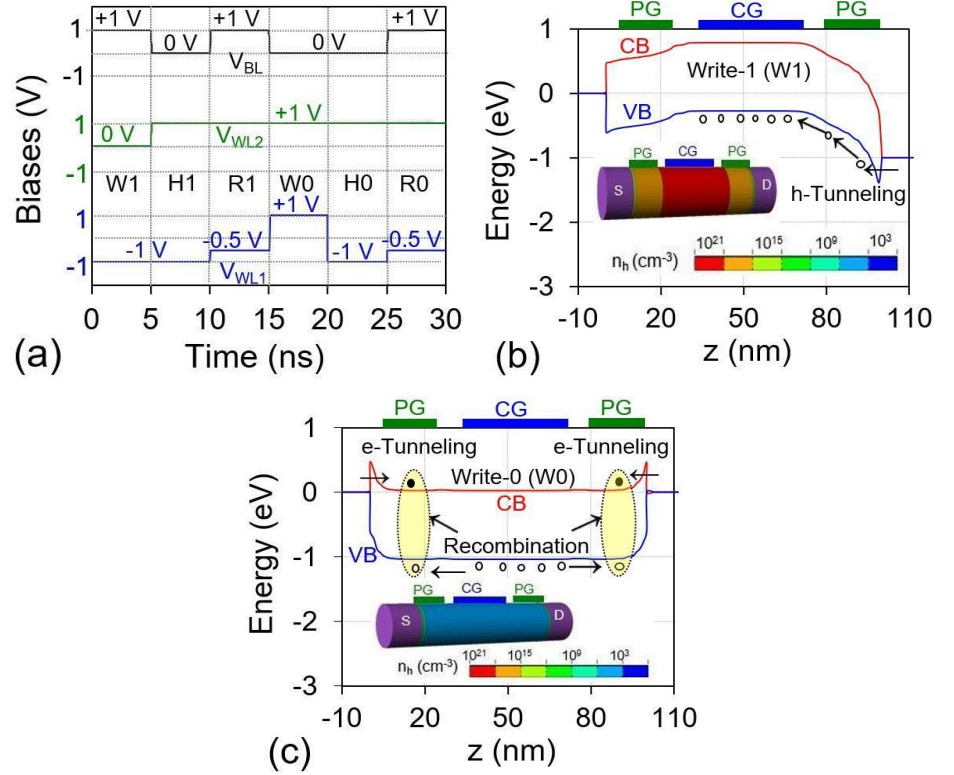 +1 V
+1 V
+1 V
1
0 V
0 V
-1
V_BL
+1 V
1
0 V
V_WL2
-1
W1 H1 R1 W0 H0 R0
+1 V
1
-1 V
-0.5 V
-1 V
-0.5 V
-1
V_WL1
Biases (V)
0 5 10 15 20 25 30
Time (ns)
(a)
PG CG PG
1
CB
Write-1 (W1)
0
VB
-1
PG CG PG
S D
h-Tunneling
-2
10^21 10^15 10^9 10^3
n_h (cm^-3)
-3
Energy (eV)
-10 20 50 80 110
z (nm)
(b)
PG CG PG
1
e-Tunneling e-Tunneling
Write-0 (W0)
0
CB
VB
Recombination
-1
PG CG PG
S D
-2
10^21 10^15 10^9 10^3
n_h (cm^-3)
-3
Energy (eV)
-10 20 50 80 110
z (nm)
(c)